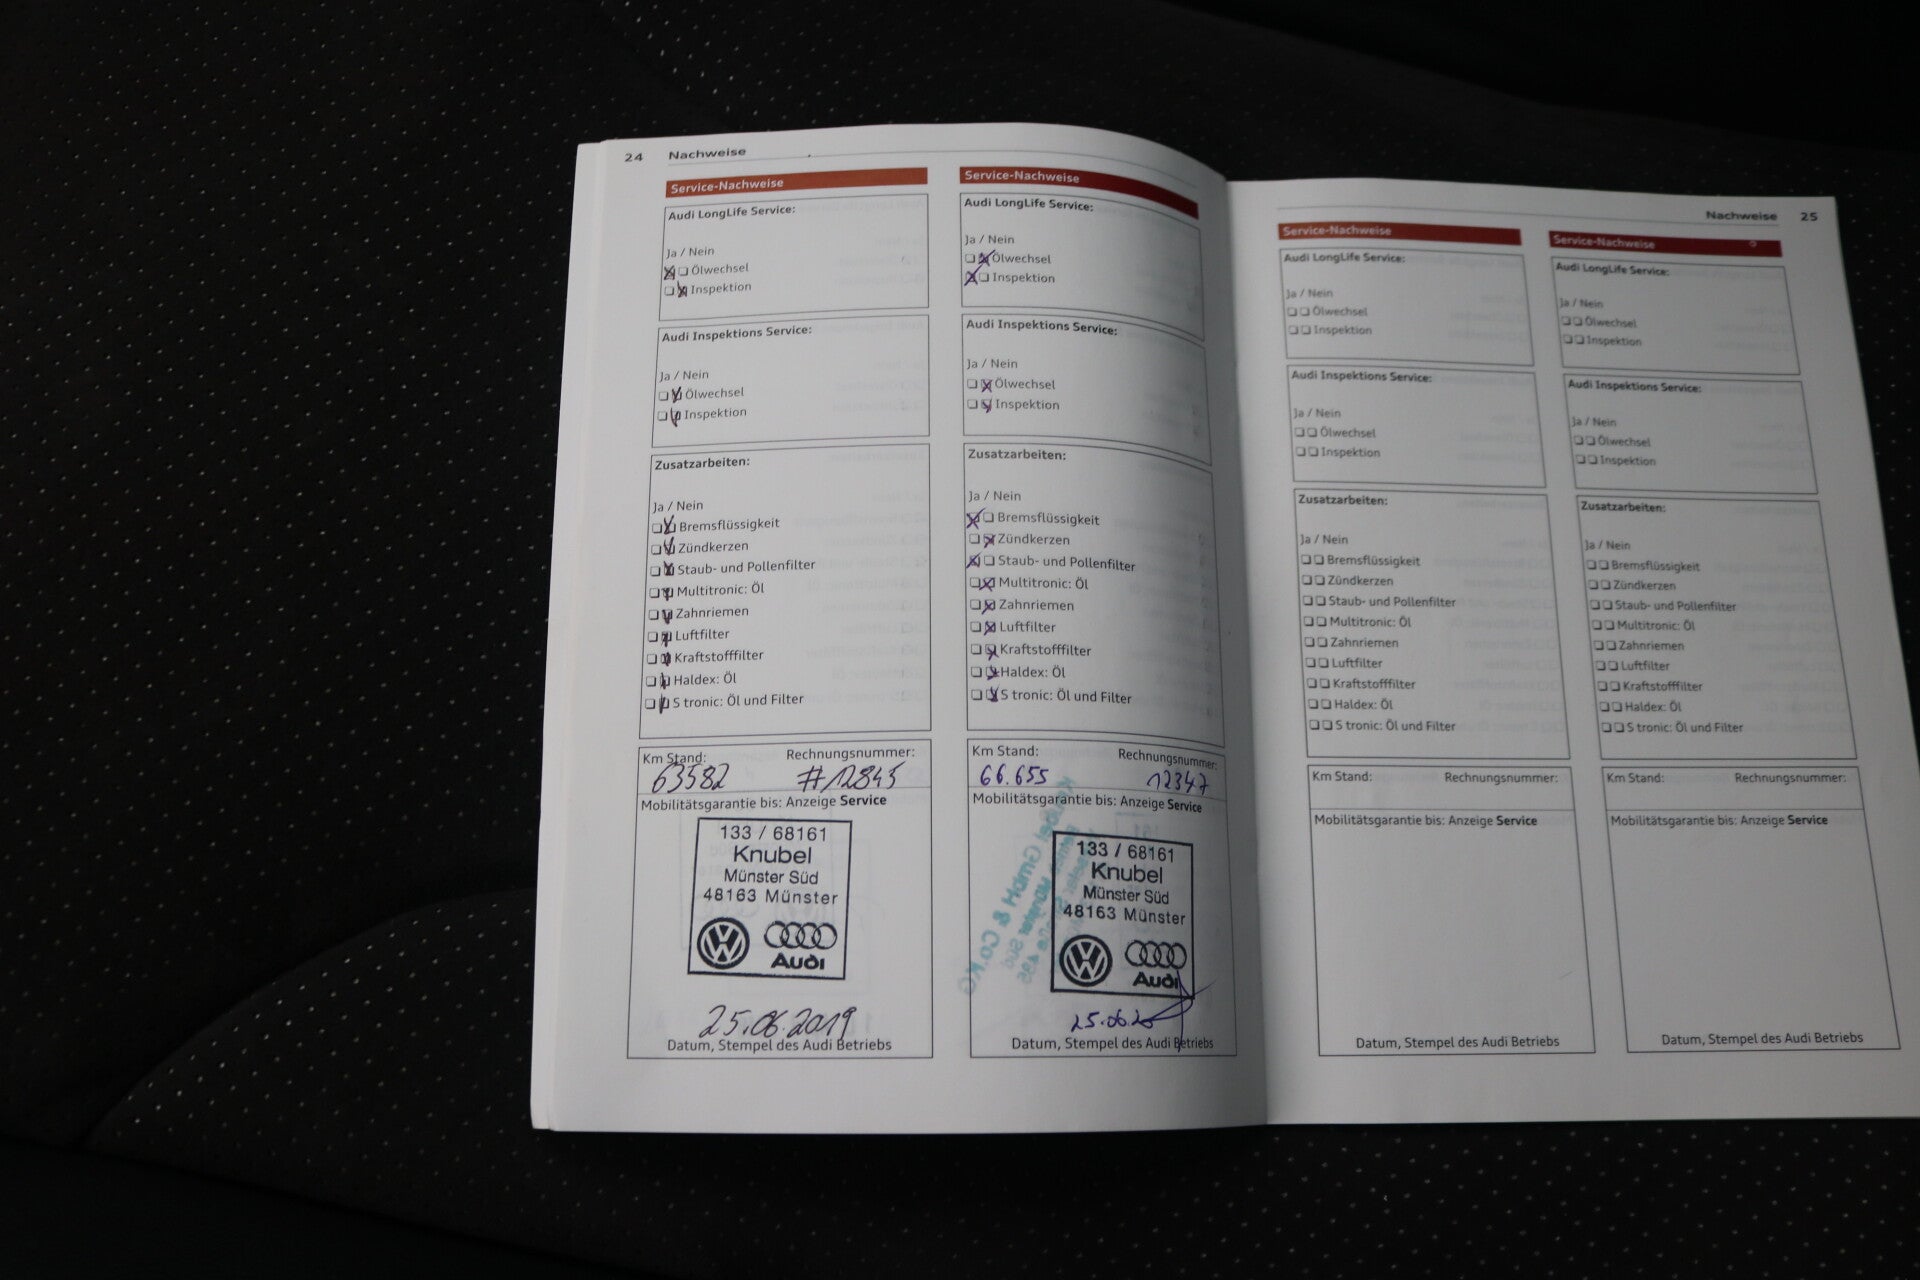 24 Nachweise
Service-Nachweise
Audi LongLife Service:
Ja / Nein
Ölwechsel
Inspektion
Audi Inspektions Service:
Ja / Nein
Ölwechsel
Inspektion
Zusatzarbeiten:
Ja / Nein
Bremsflüssigkeit
Zündkerzen
Staub- und Pollenfilter
Multitronic: Öl
Zahnriemen
Luftfilter
Kraftstofffilter
Haldex: Öl
S tronic: Öl und Filter
Km Stand: Rechnungsnummer:
63582 #12845
Mobilitätsgarantie bis: Anzeige Service
133 / 68161
Knubel
Münster Süd
48163 Münster
Audi
25.06.2019
Datum, Stempel des Audi Betriebs
Service-Nachweise
Audi LongLife Service:
Ja / Nein
Ölwechsel
Inspektion
Audi Inspektions Service:
Ja / Nein
Ölwechsel
Inspektion
Zusatzarbeiten:
Ja / Nein
Bremsflüssigkeit
Zündkerzen
Staub- und Pollenfilter
Multitronic: Öl
Zahnriemen
Luftfilter
Kraftstofffilter
Haldex: Öl
S tronic: Öl und Filter
Km Stand: Rechnungsnummer:
66.655 12347
Mobilitätsgarantie bis: Anzeige Service
133 / 68161
Knubel
Münster Süd
48163 Münster
Audi
25.06.20
Datum, Stempel des Audi Betriebs
Nachweise 25
Service-Nachweise
Audi LongLife Service:
Ja / Nein
Ölwechsel
Inspektion
Audi Inspektions Service:
Ja / Nein
Ölwechsel
Inspektion
Zusatzarbeiten:
Ja / Nein
Bremsflüssigkeit
Zündkerzen
Staub- und Pollenfilter
Multitronic: Öl
Zahnriemen
Luftfilter
Kraftstofffilter
Haldex: Öl
S tronic: Öl und Filter
Km Stand: Rechnungsnummer:
Mobilitätsgarantie bis: Anzeige Service
Datum, Stempel des Audi Betriebs
Service-Nachweise
Audi LongLife Service:
Ja / Nein
Ölwechsel
Inspektion
Audi Inspektions Service:
Ja / Nein
Ölwechsel
Inspektion
Zusatzarbeiten:
Ja / Nein
Bremsflüssigkeit
Zündkerzen
Staub- und Pollenfilter
Multitronic: Öl
Zahnriemen
Luftfilter
Kraftstofffilter
Haldex: Öl
S tronic: Öl und Filter
Km Stand: Rechnungsnummer:
Mobilitätsgarantie bis: Anzeige Service
Datum, Stempel des Audi Betriebs